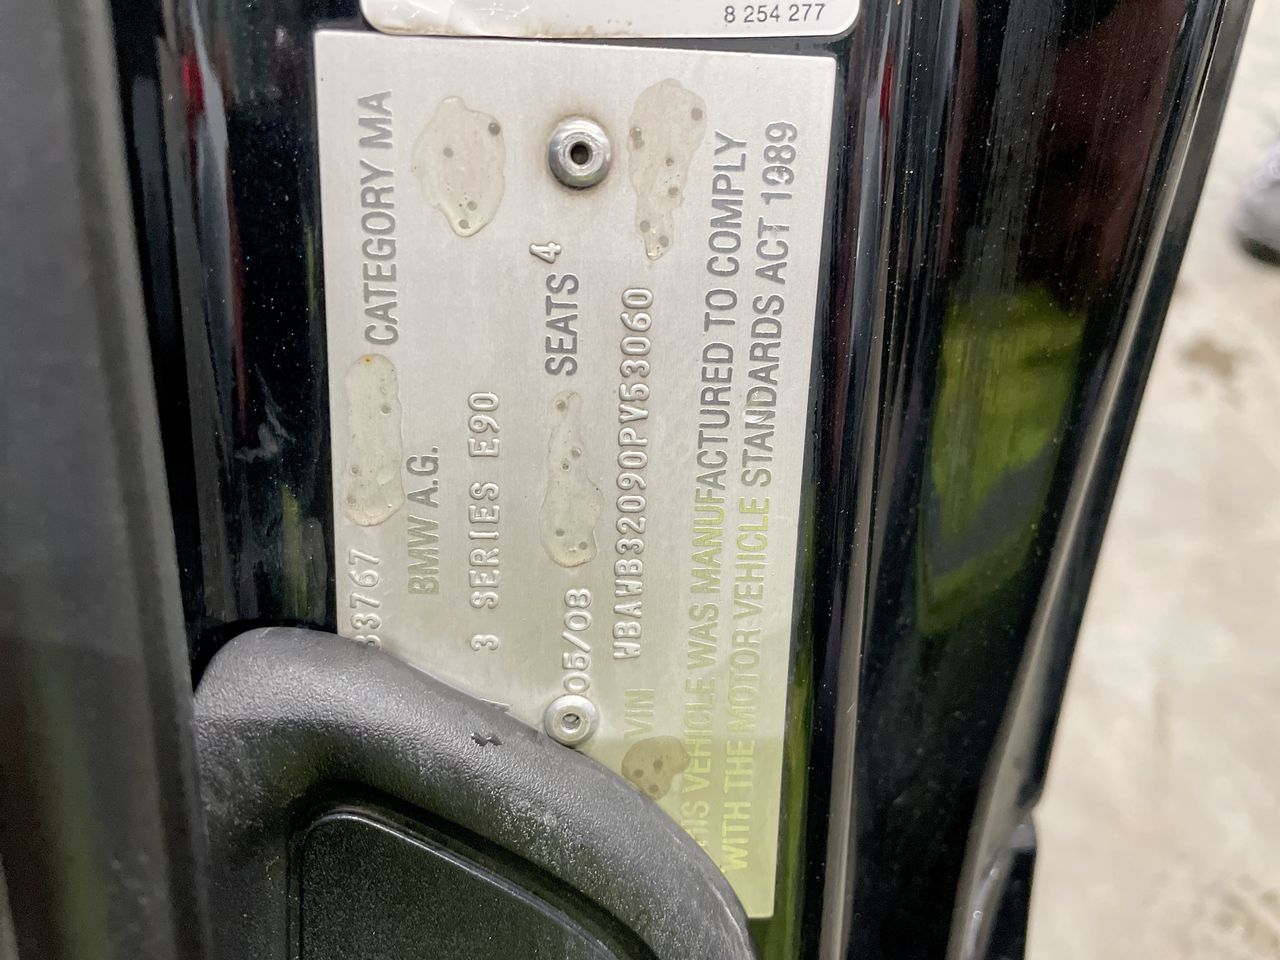 8 254 277
33767 CATEGORY MA
BMW A.G.
3 SERIES E90
05/08 SEATS 4
VIN WBAWB32090PV53060
THIS VEHICLE WAS MANUFACTURED TO COMPLY
WITH THE MOTOR VEHICLE STANDARDS ACT 1989